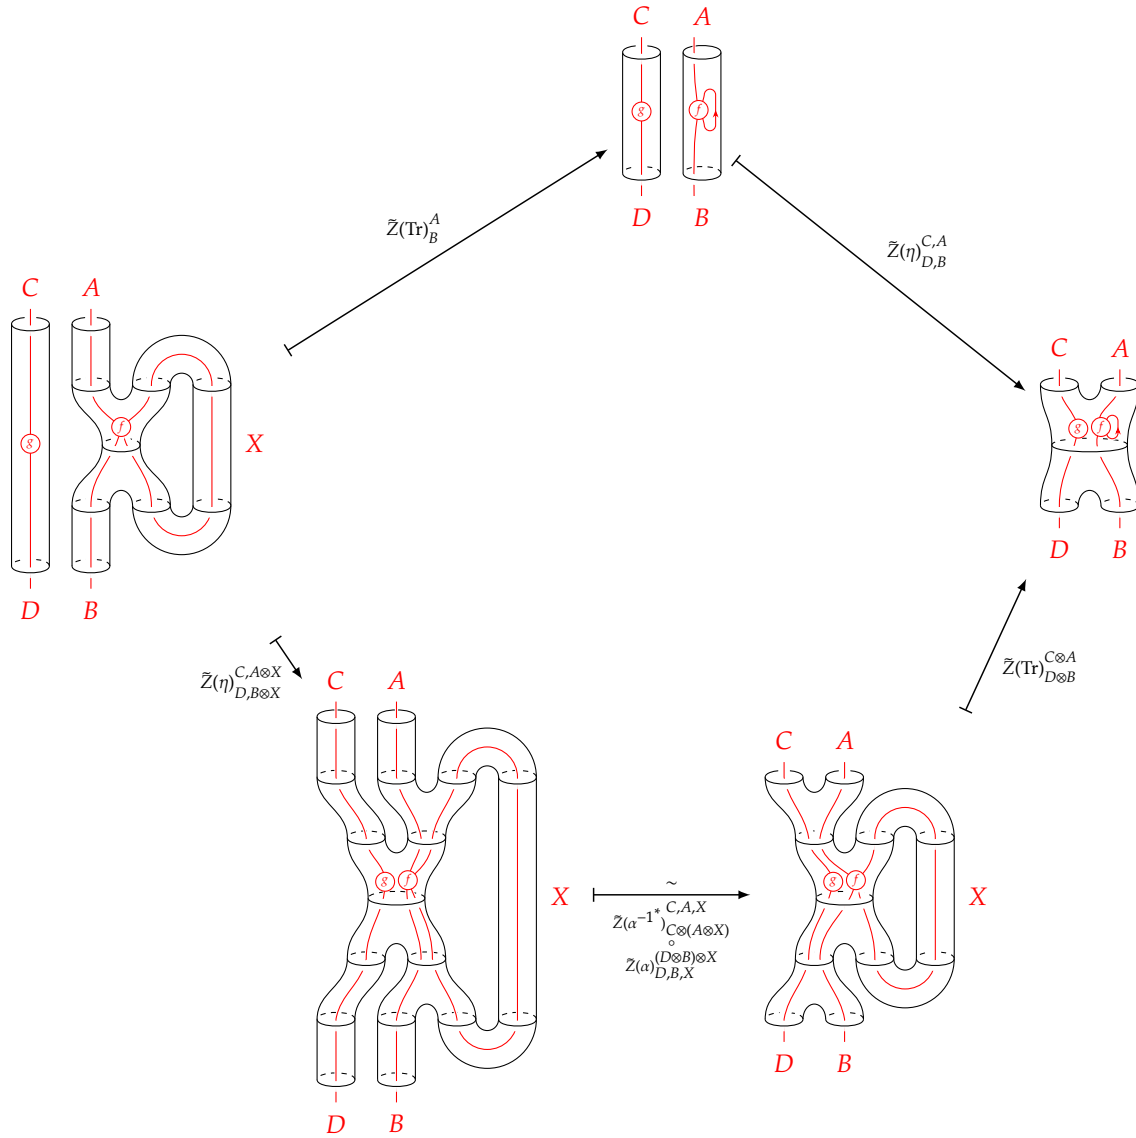 C A
g f
D B
Z̃(Tr)^A_B
Z̃(η)^{C,A}_{D,B}
C A
g f
X
D B
C A
g f
D B
Z̃(η)^{C,A⊗X}_{D,B⊗X}
Z̃(Tr)^{C⊗A}_{D⊗B}
C A
g f
X
D B
~
Z̃(α^{-1*})^{C,A,X}_{C⊗(A⊗X)}
∘
Z̃(α)^{(D⊗B)⊗X}_{D,B,X}
C A
g f
X
D B